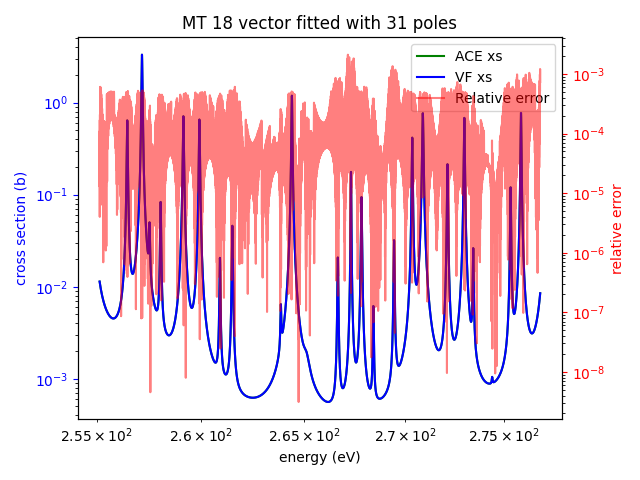 MT 18 vector fitted with 31 poles
ACE xs
VF xs
Relative error
10⁰
10⁻¹
10⁻²
10⁻³
cross section (b)
10⁻³
10⁻⁴
10⁻⁵
10⁻⁶
10⁻⁷
10⁻⁸
relative error
2.55 × 10² 2.6 × 10² 2.65 × 10² 2.7 × 10² 2.75 × 10²
energy (eV)